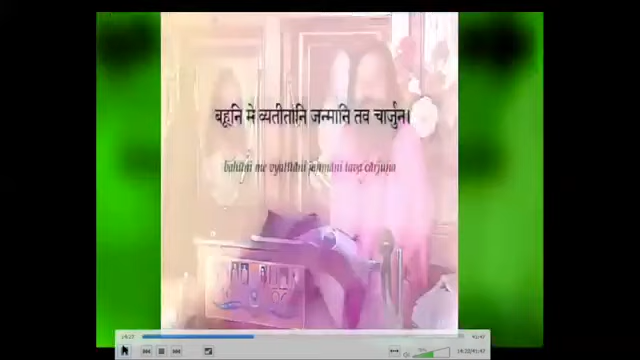 बहूनि मे व्यतीतानि जन्मानि तव चार्जुन।
bahūni me vyatītāni janmāni tava cārjuna